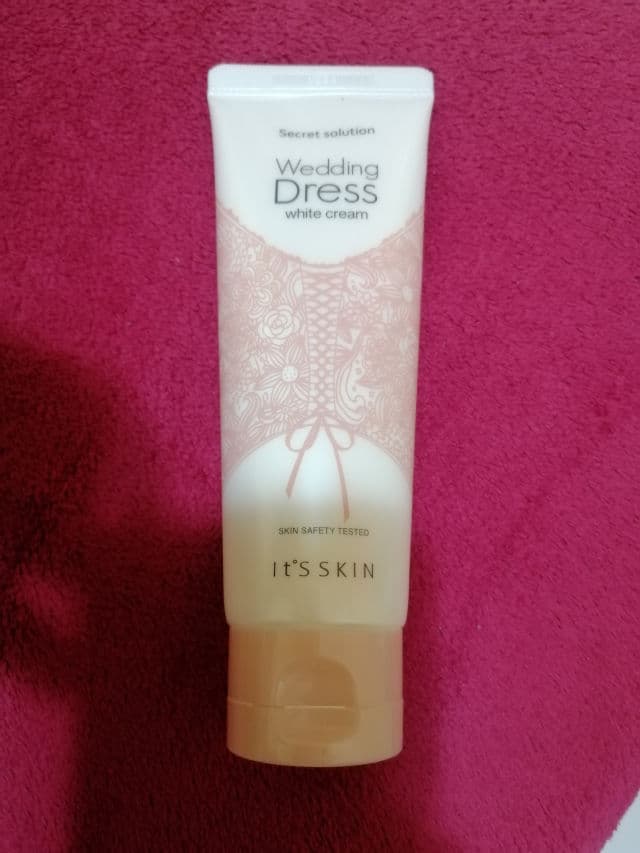 Secret solution
Wedding
Dress
white cream
SKIN SAFETY TESTED
It'S SKIN